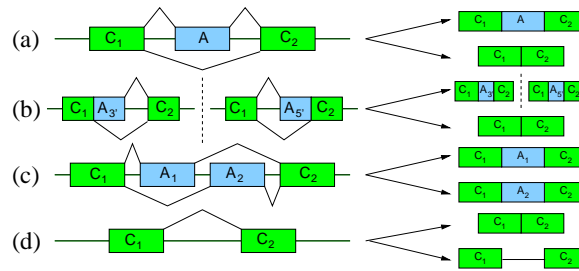 (a) C₁ A C₂ C₁ A C₂
C₁ C₂
(b) C₁ A₃' C₂ C₁ A₅' C₂ C₁ A₃' C₂ C₁ A₅' C₂
C₁ C₂
(c) C₁ A₁ A₂ C₂ C₁ A₁ C₂
C₁ A₂ C₂
(d) C₁ C₂ C₁ C₂
C₁ C₂